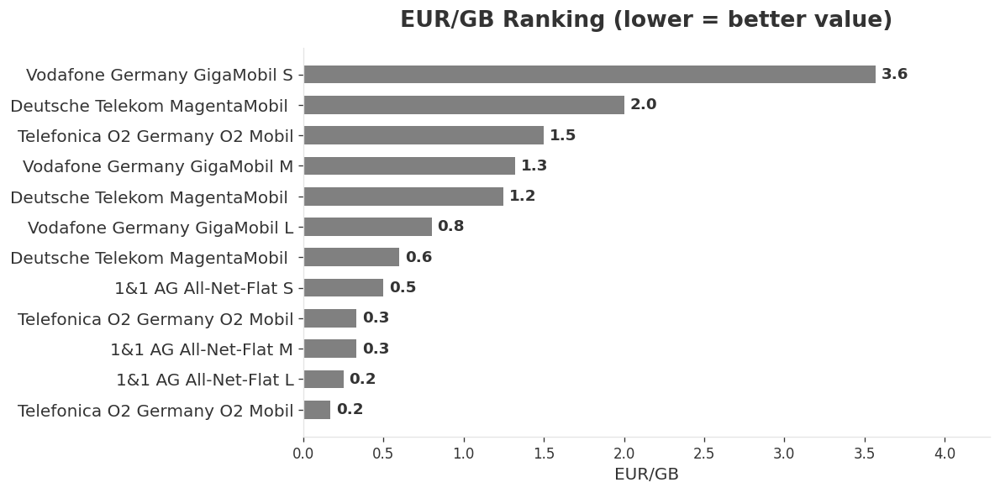 EUR/GB Ranking (lower = better value)
Vodafone Germany GigaMobil S 3.6
Deutsche Telekom MagentaMobil 2.0
Telefonica O2 Germany O2 Mobil 1.5
Vodafone Germany GigaMobil M 1.3
Deutsche Telekom MagentaMobil 1.2
Vodafone Germany GigaMobil L 0.8
Deutsche Telekom MagentaMobil 0.6
1&1 AG All-Net-Flat S 0.5
Telefonica O2 Germany O2 Mobil 0.3
1&1 AG All-Net-Flat M 0.3
1&1 AG All-Net-Flat L 0.2
Telefonica O2 Germany O2 Mobil 0.2
0.0 0.5 1.0 1.5 2.0 2.5 3.0 3.5 4.0
EUR/GB